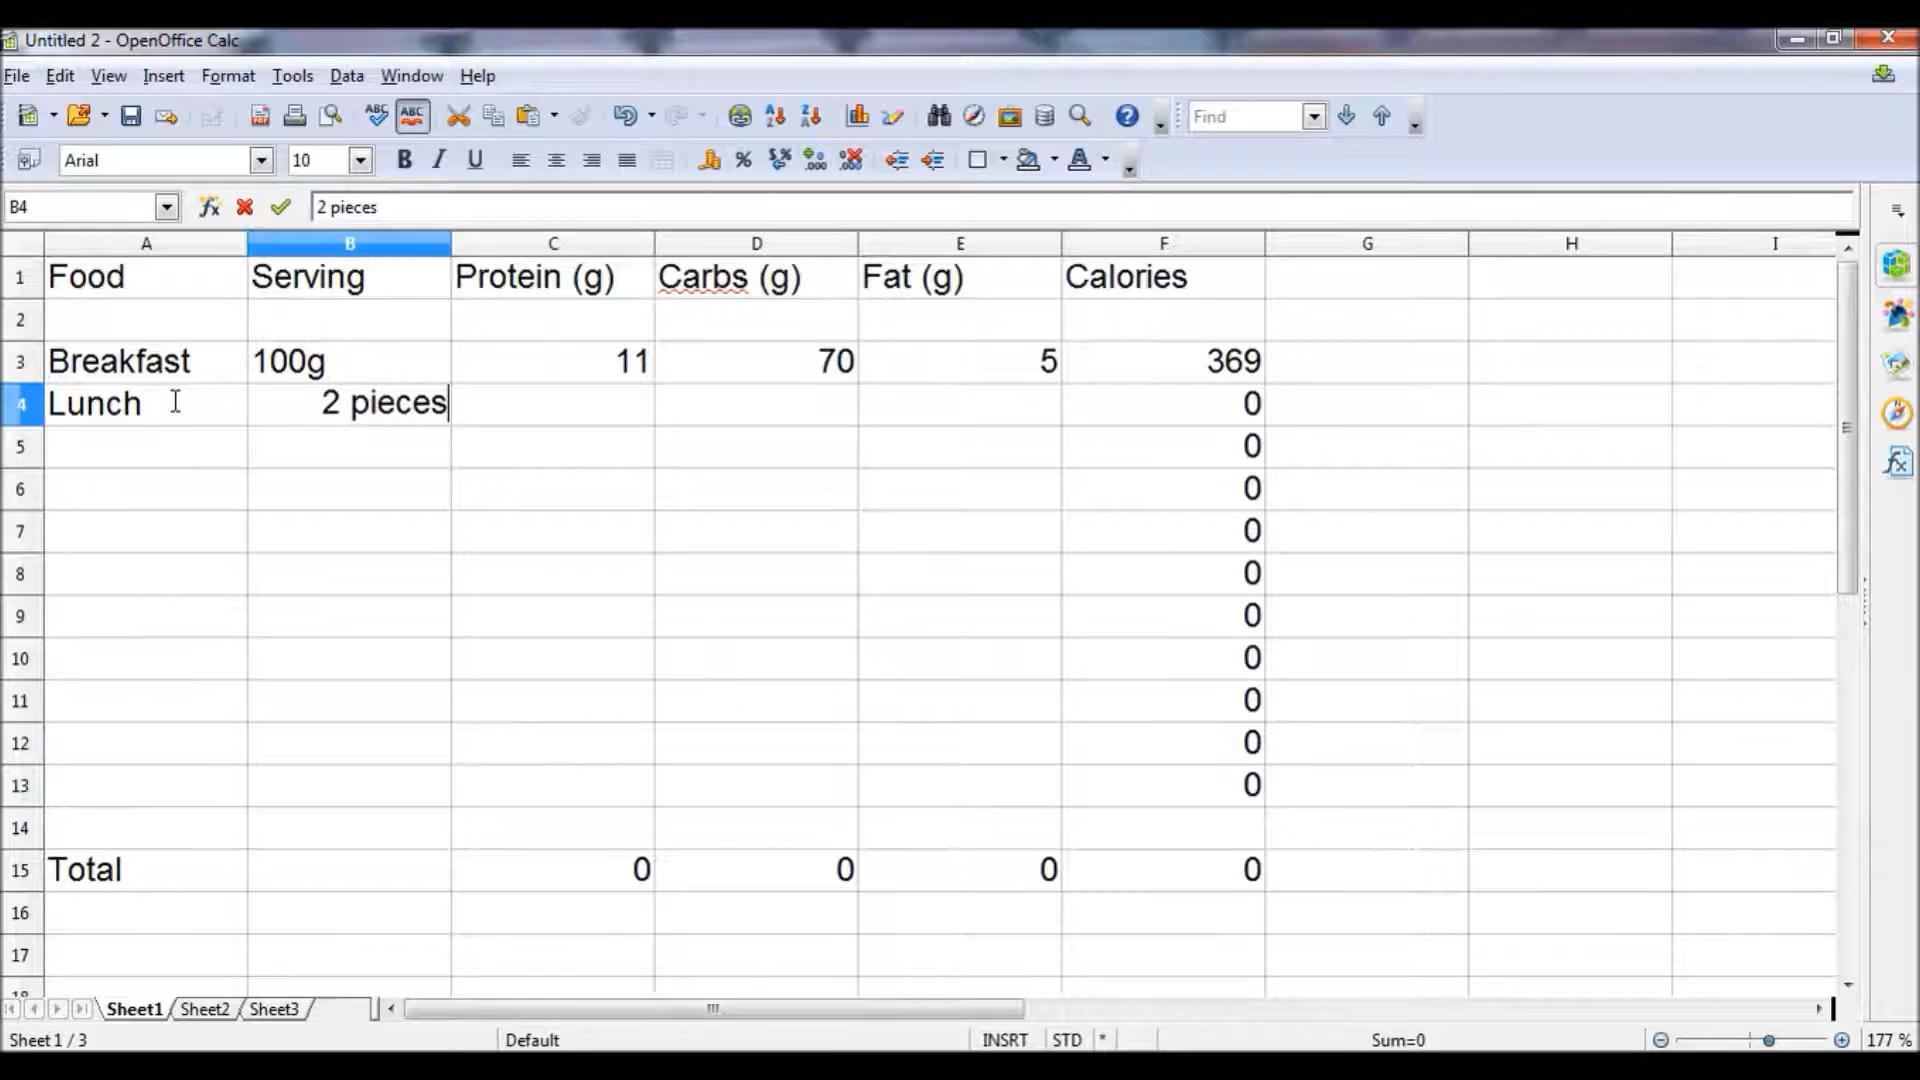 Untitled 2 - OpenOffice Calc
File Edit View Insert Format Tools Data Window Help
Find
Arial 10
B4 2 pieces
A B C D E F G H I
1 Food Serving Protein (g) Carbs (g) Fat (g) Calories
2
3 Breakfast 100g 11 70 5 369
4 Lunch 2 pieces 0
5 0
6 0
7 0
8 0
9 0
10 0
11 0
12 0
13 0
14
15 Total 0 0 0 0
16
17
18
Sheet1 Sheet2 Sheet3
Sheet 1 / 3 Default INSRT STD * Sum=0 177 %